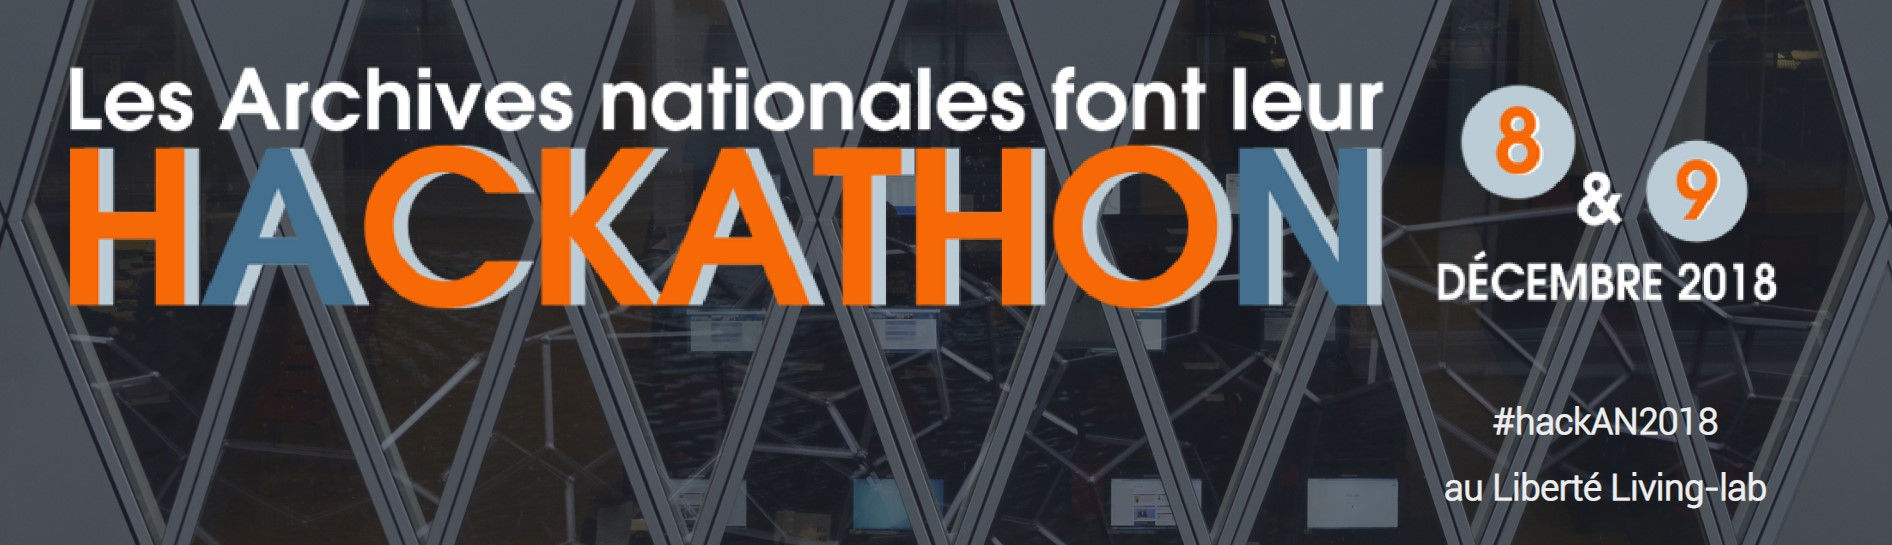 Les Archives nationales font leur
HACKATHON
8
&
9
DÉCEMBRE 2018
#hackAN2018
au Liberté Living-lab